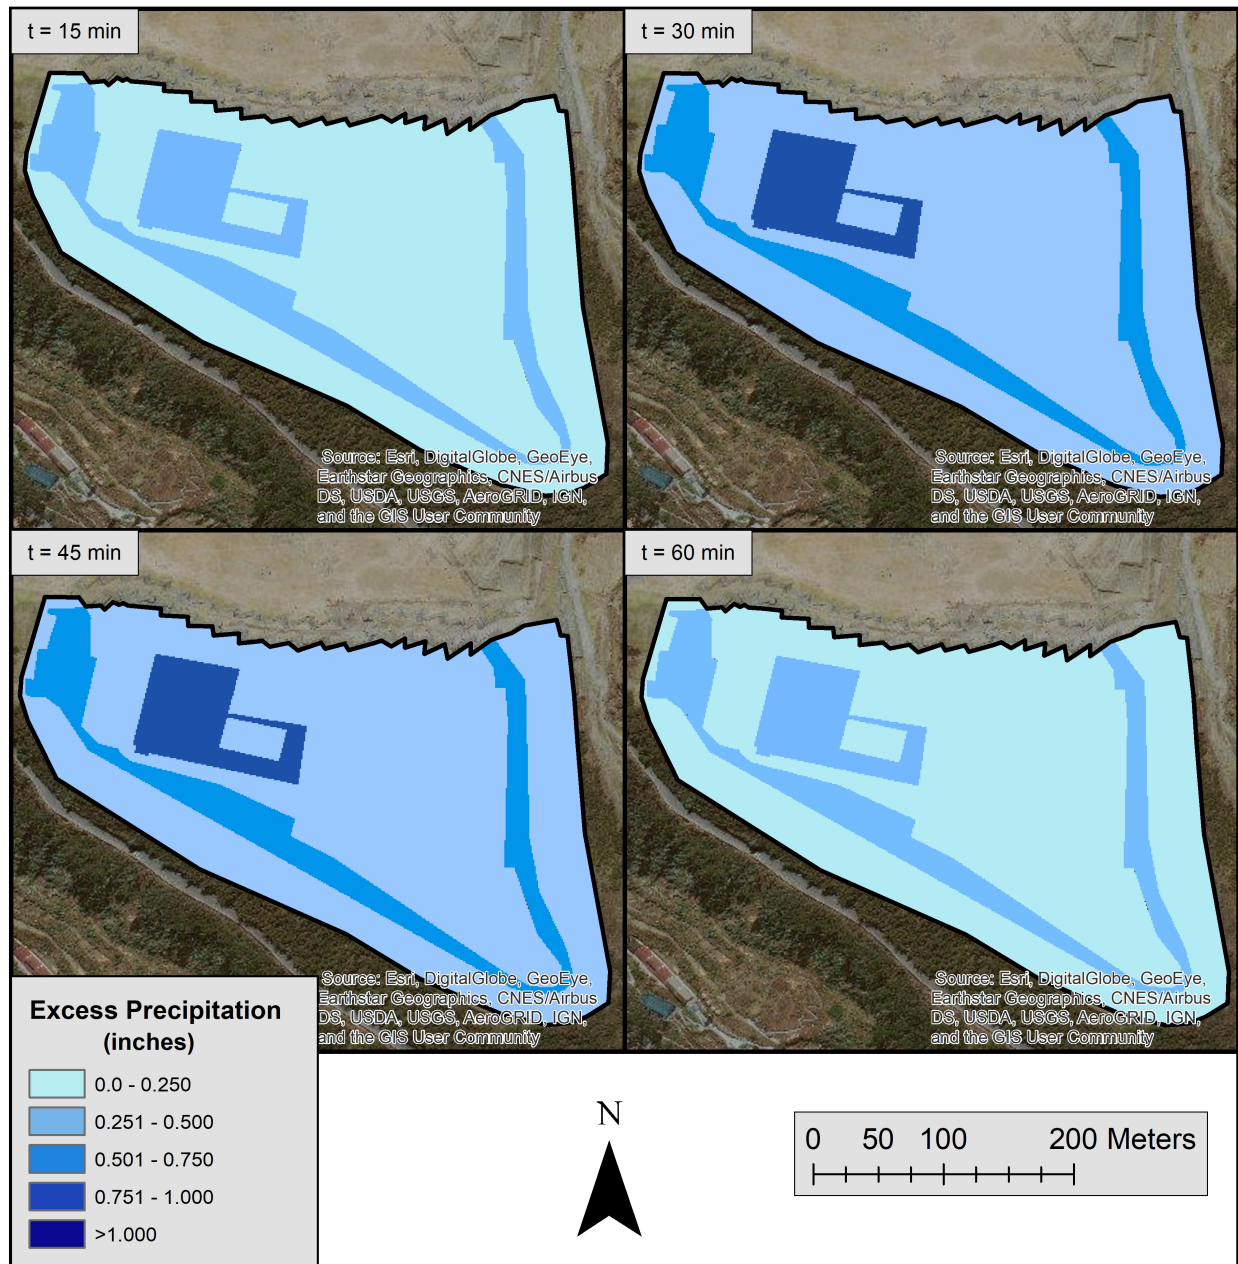 t = 15 min
t = 30 min
Source: Esri, DigitalGlobe, GeoEye,
Earthstar Geographics, CNES/Airbus
DS, USDA, USGS, AeroGRID, IGN,
and the GIS User Community
Source: Esri, DigitalGlobe, GeoEye,
Earthstar Geographics, CNES/Airbus
DS, USDA, USGS, AeroGRID, IGN,
and the GIS User Community
t = 45 min
t = 60 min
Source: Esri, DigitalGlobe, GeoEye,
Earthstar Geographics, CNES/Airbus
DS, USDA, USGS, AeroGRID, IGN,
and the GIS User Community
Source: Esri, DigitalGlobe, GeoEye,
Earthstar Geographics, CNES/Airbus
DS, USDA, USGS, AeroGRID, IGN,
and the GIS User Community
Excess Precipitation
(inches)
0.0 - 0.250
0.251 - 0.500
0.501 - 0.750
0.751 - 1.000
>1.000
N
0 50 100 200 Meters